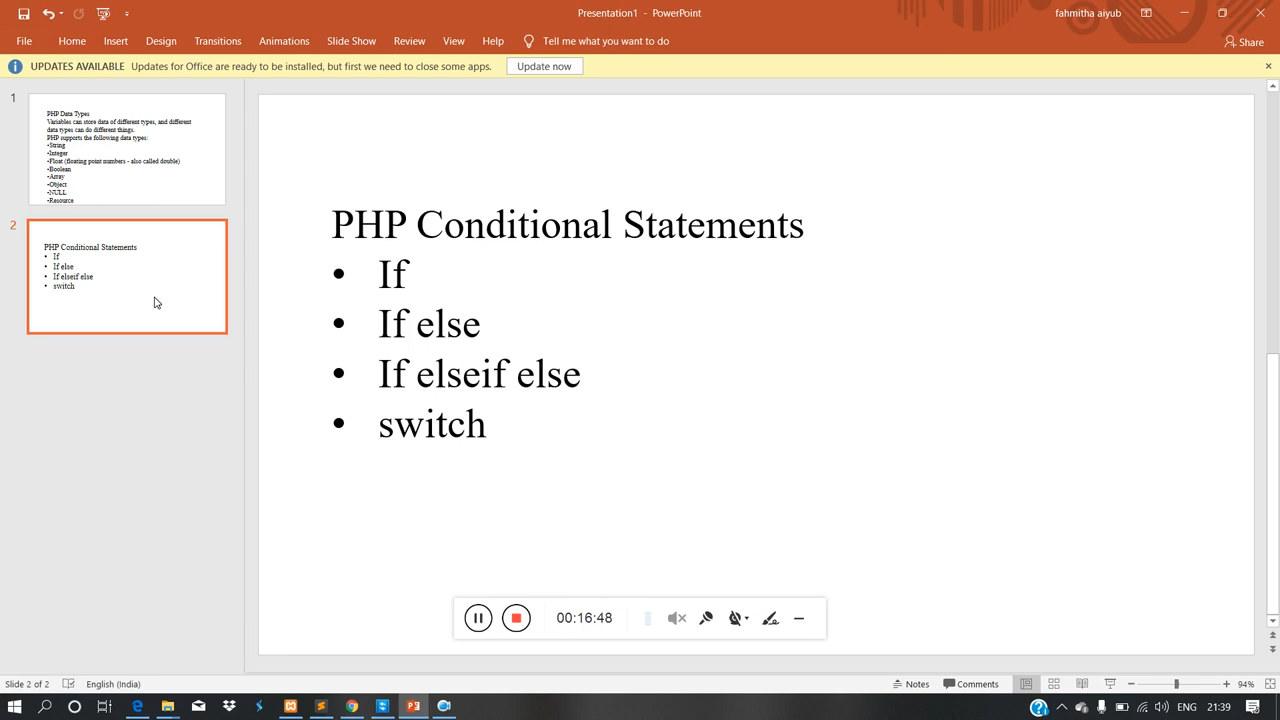 Presentation1 - PowerPoint
fahmitha aiyub
File Home Insert Design Transitions Animations Slide Show Review View Help Tell me what you want to do Share
UPDATES AVAILABLE Updates for Office are ready to be installed, but first we need to close some apps. Update now
1
PHP Data Types
Variables can store data of different types, and different
data types can do different things.
PHP supports the following data types:
•String
•Integer
•Float (floating point numbers - also called double)
•Boolean
•Array
•Object
•NULL
•Resource
2
PHP Conditional Statements
• If
• If else
• If elseif else
• switch
PHP Conditional Statements
• If
• If else
• If elseif else
• switch
00:16:48
Slide 2 of 2 English (India) Notes Comments 94%
ENG 21:39